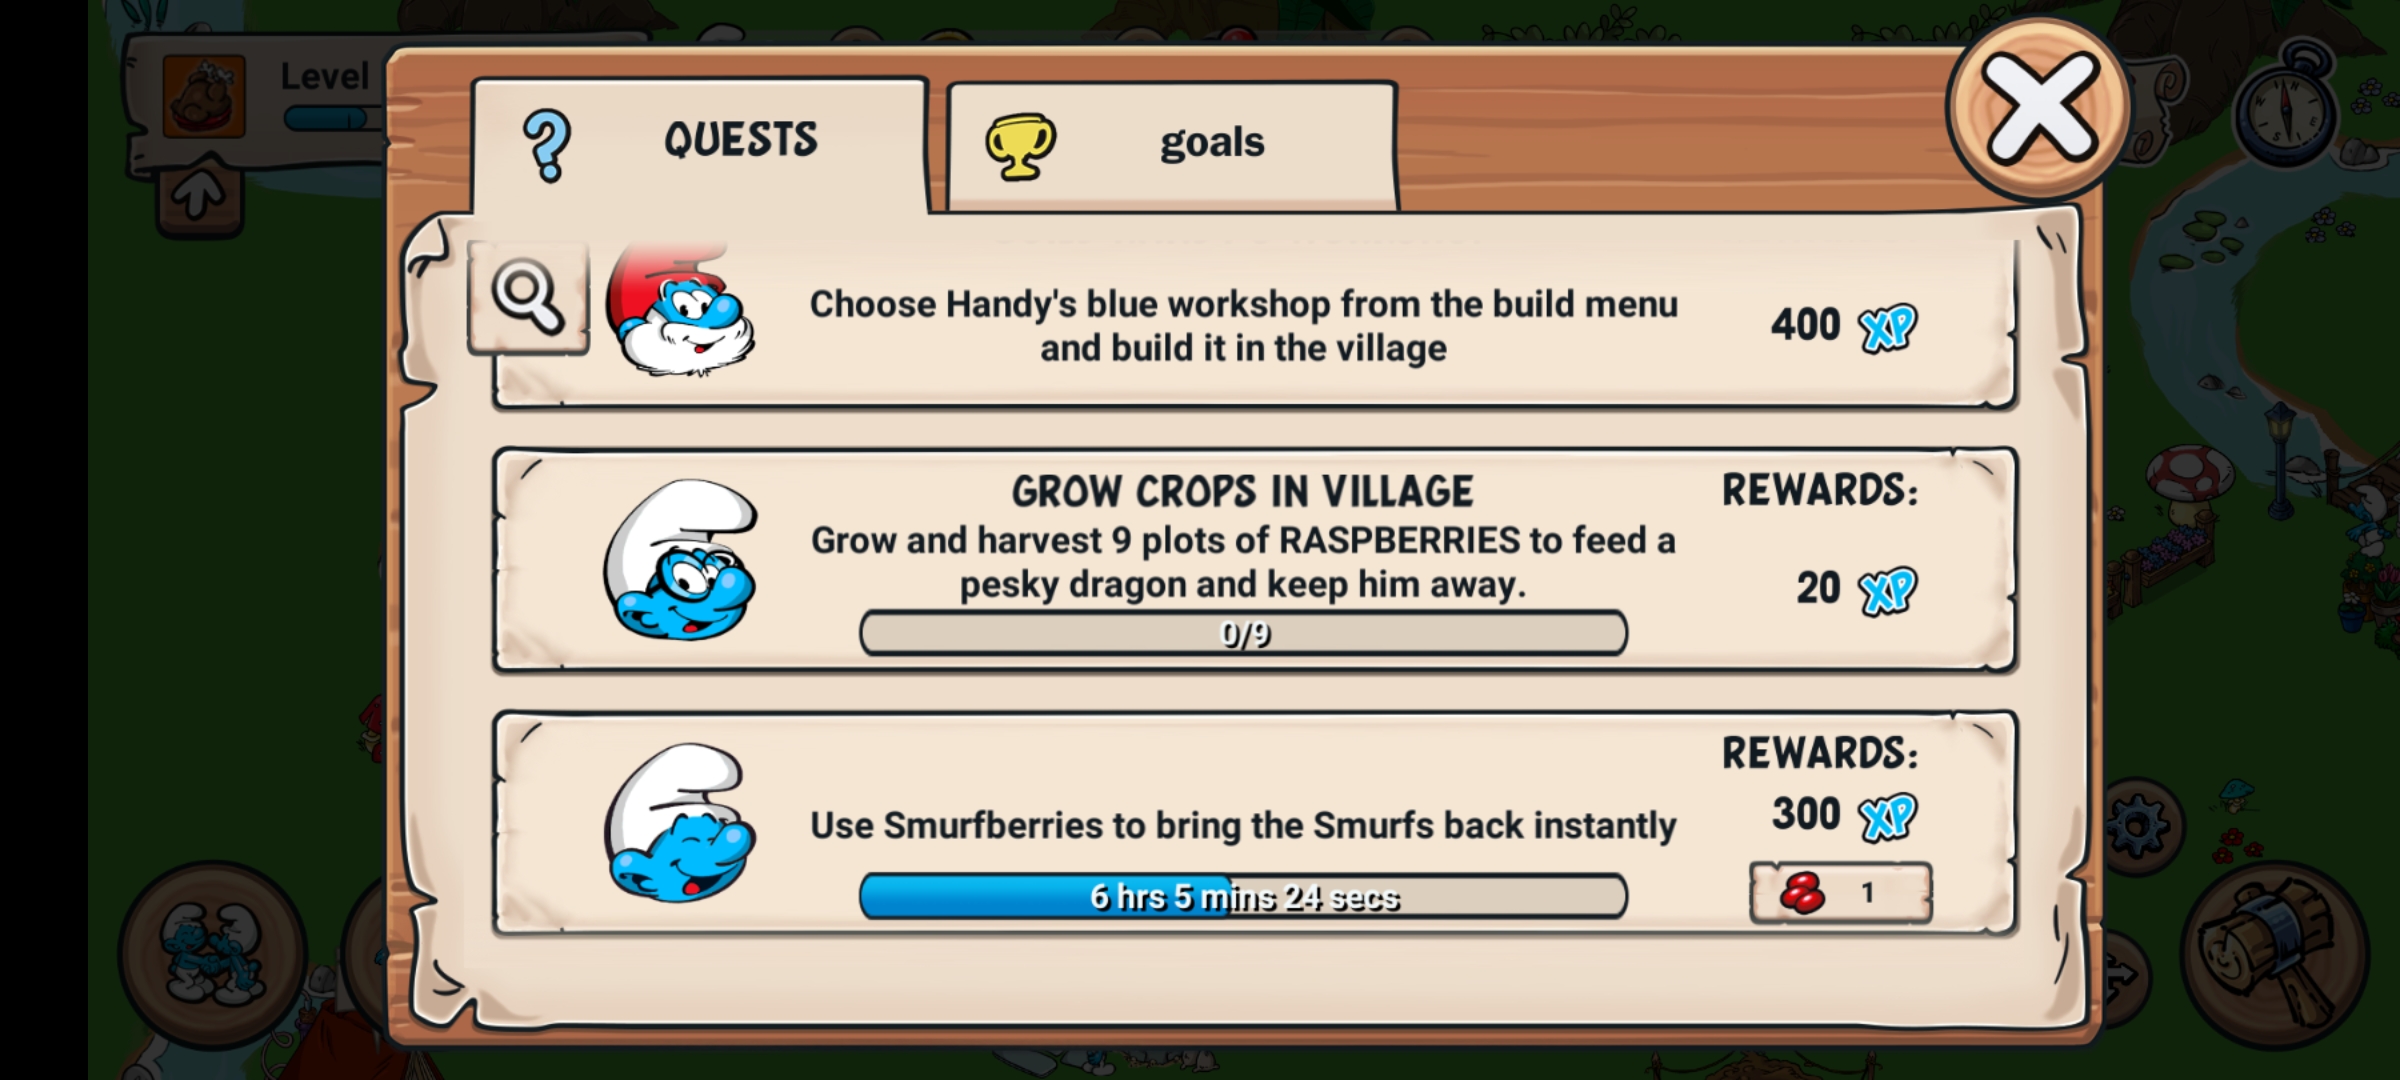 Level
QUESTS
goals
Choose Handy's blue workshop from the build menu
and build it in the village
400 XP
GROW CROPS IN VILLAGE
REWARDS:
Grow and harvest 9 plots of RASPBERRIES to feed a
pesky dragon and keep him away.
20 XP
0/9
REWARDS:
300 XP
Use Smurfberries to bring the Smurfs back instantly
6 hrs 5 mins 24 secs
1